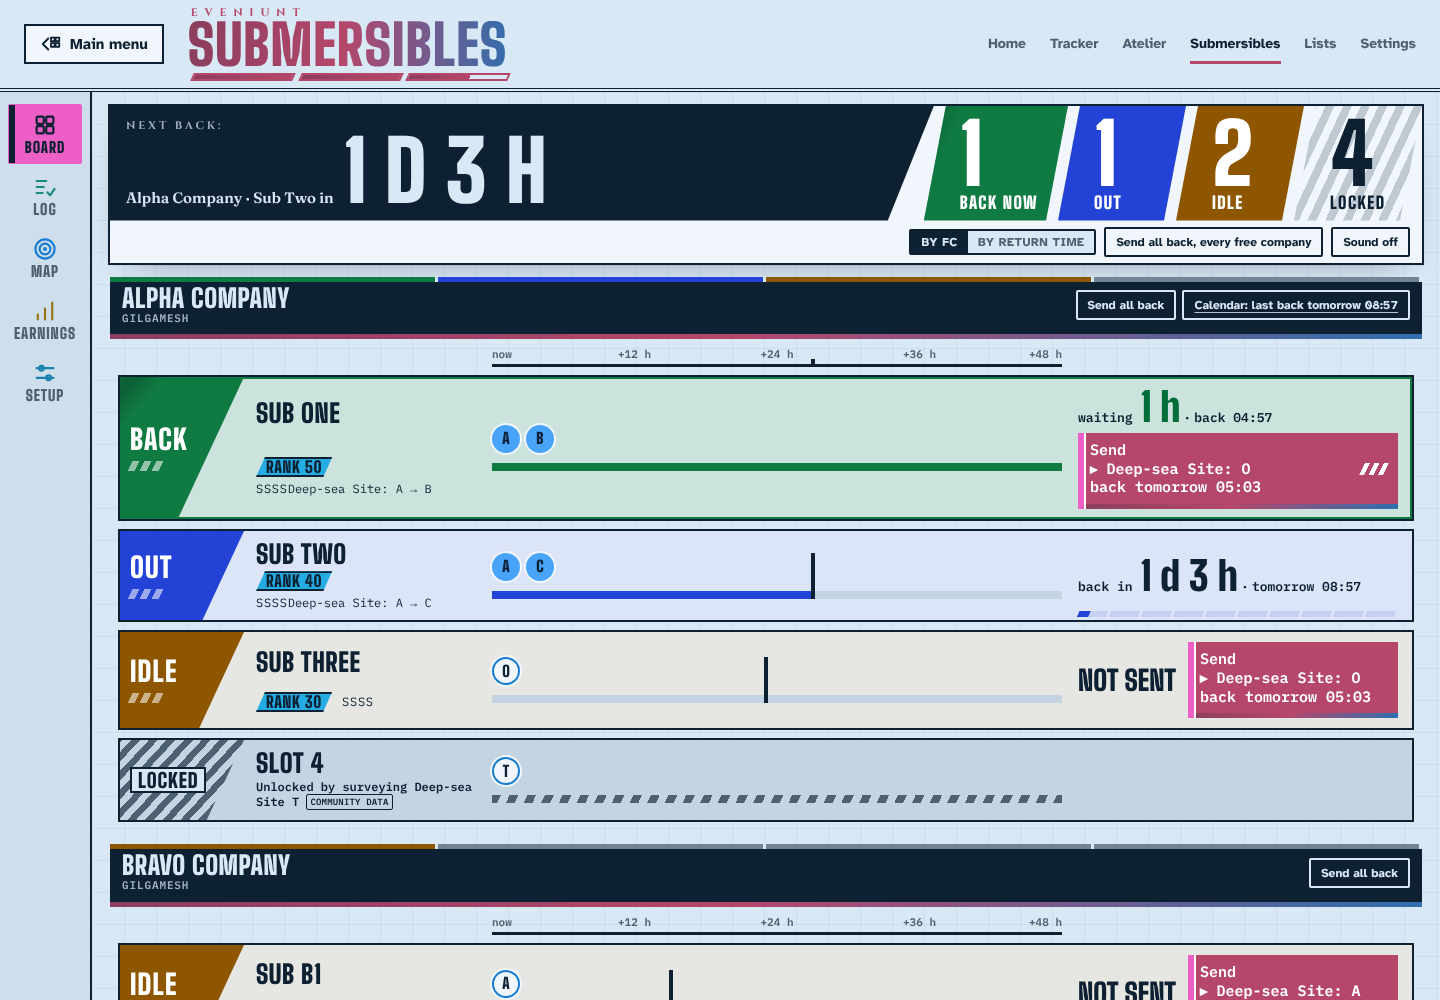 Main menu
EVENIUNT
SUBMERSIBLES
Home Tracker Atelier Submersibles Lists Settings
BOARD
LOG
MAP
EARNINGS
SETUP
NEXT BACK:
Alpha Company · Sub Two in 1D3H
1 BACK NOW
1 OUT
2 IDLE
4 LOCKED
BY FC BY RETURN TIME Send all back, every free company Sound off
ALPHA COMPANY
GILGAMESH
Send all back Calendar: last back tomorrow 08:57
now +12 h +24 h +36 h +48 h
BACK
SUB ONE
RANK 50
SSSSDeep-sea Site: A → B
A B
waiting 1 h · back 04:57
Send
▶ Deep-sea Site: O
back tomorrow 05:03
OUT
SUB TWO
RANK 40
SSSSDeep-sea Site: A → C
A C
back in 1 d 3 h · tomorrow 08:57
IDLE
SUB THREE
RANK 30 SSSS
O
NOT SENT
Send
▶ Deep-sea Site: O
back tomorrow 05:03
LOCKED
SLOT 4
Unlocked by surveying Deep-sea
Site T COMMUNITY DATA
T
BRAVO COMPANY
GILGAMESH
Send all back
now +12 h +24 h +36 h +48 h
IDLE
SUB B1
A
NOT SENT
Send
▶ Deep-sea Site: A